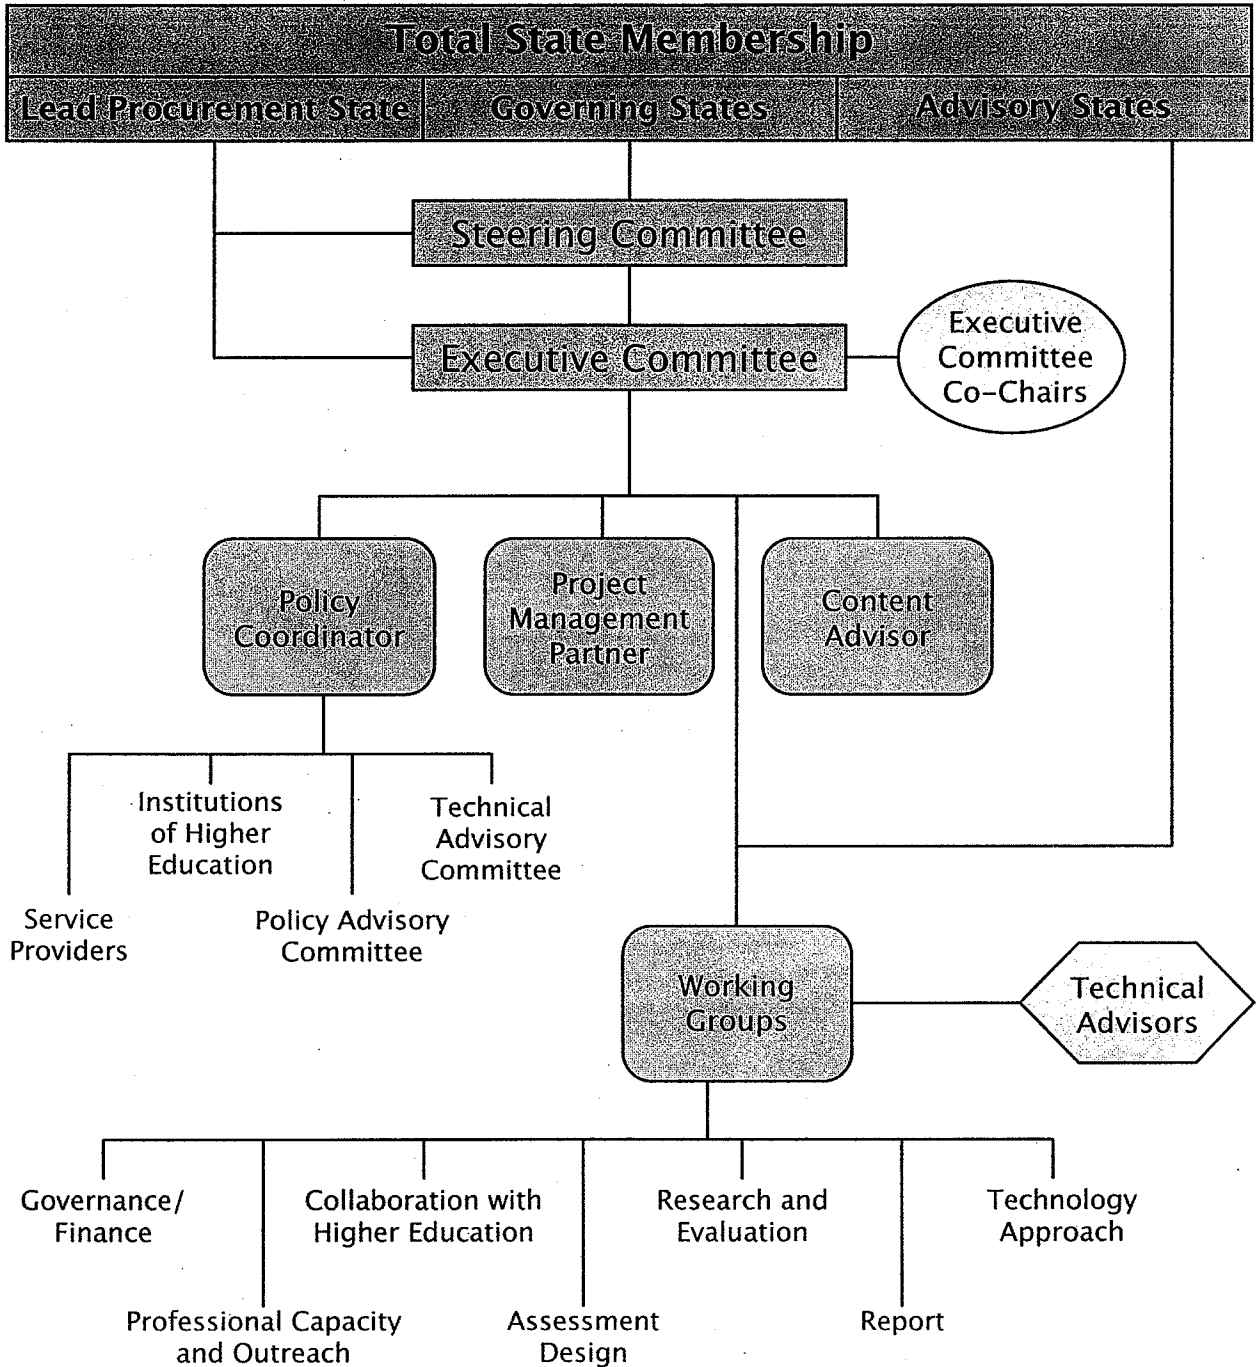 Total State Membership
Lead Procurement State
Governing States
Advisory States
Steering Committee
Executive Committee
Executive
Committee
Co-Chairs
Policy
Coordinator
Project
Management
Partner
Content
Advisor
Institutions
of Higher
Education
Technical
Advisory
Committee
Service
Providers
Policy Advisory
Committee
Working
Groups
Technical
Advisors
Governance/
Finance
Collaboration with
Higher Education
Research and
Evaluation
Technology
Approach
Professional Capacity
and Outreach
Assessment
Design
Report